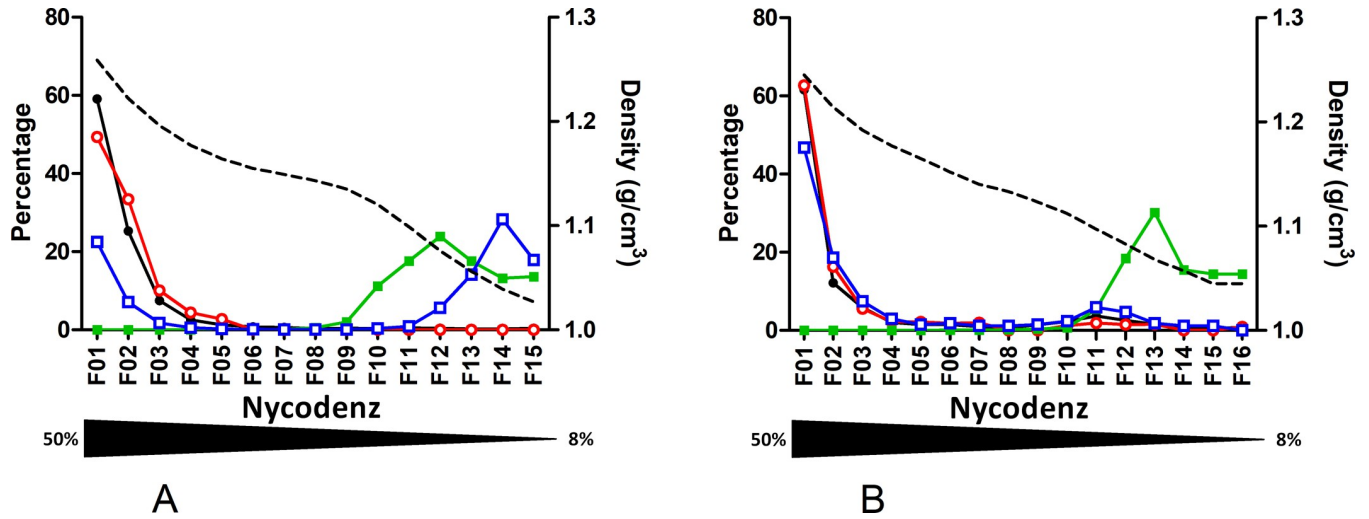 80
60
40
20
0
Percentage
1.3
1.2
1.1
1.0
Density (g/cm³)
F01 F02 F03 F04 F05 F06 F07 F08 F09 F10 F11 F12 F13 F14 F15
Nycodenz
50% 8%
A
80
60
40
20
0
Percentage
1.3
1.2
1.1
1.0
Density (g/cm³)
F01 F02 F03 F04 F05 F06 F07 F08 F09 F10 F11 F12 F13 F14 F15 F16
Nycodenz
50% 8%
B